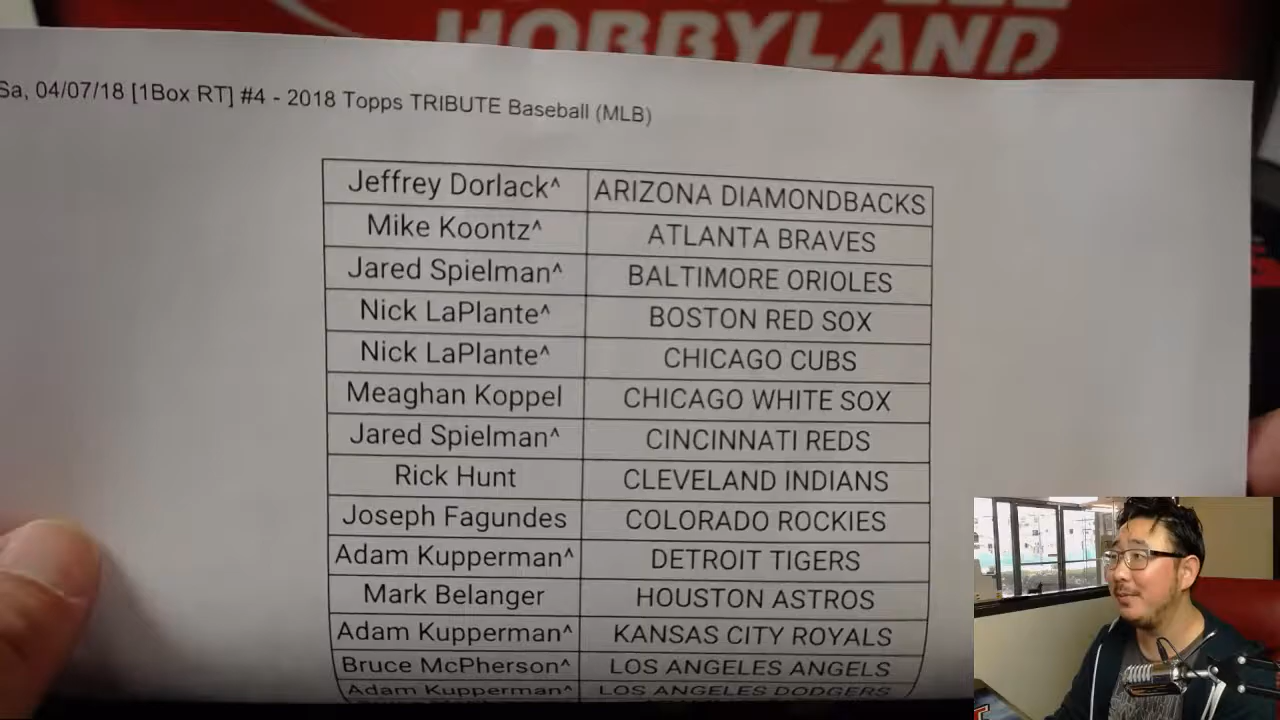 HOBBYLAND
Sa, 04/07/18 [1Box RT] #4 - 2018 Topps TRIBUTE Baseball (MLB)
Jeffrey Dorlack^ ARIZONA DIAMONDBACKS
Mike Koontz^ ATLANTA BRAVES
Jared Spielman^ BALTIMORE ORIOLES
Nick LaPlante^ BOSTON RED SOX
Nick LaPlante^ CHICAGO CUBS
Meaghan Koppel CHICAGO WHITE SOX
Jared Spielman^ CINCINNATI REDS
Rick Hunt CLEVELAND INDIANS
Joseph Fagundes COLORADO ROCKIES
Adam Kupperman^ DETROIT TIGERS
Mark Belanger HOUSTON ASTROS
Adam Kupperman^ KANSAS CITY ROYALS
Bruce McPherson^ LOS ANGELES ANGELS
Adam Kupperman^ LOS ANGELES DODGERS